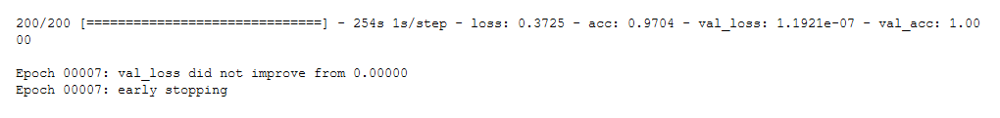 200/200 [==============================] - 254s 1s/step - loss: 0.3725 - acc: 0.9704 - val_loss: 1.1921e-07 - val_acc: 1.00
00
Epoch 00007: val_loss did not improve from 0.00000
Epoch 00007: early stopping